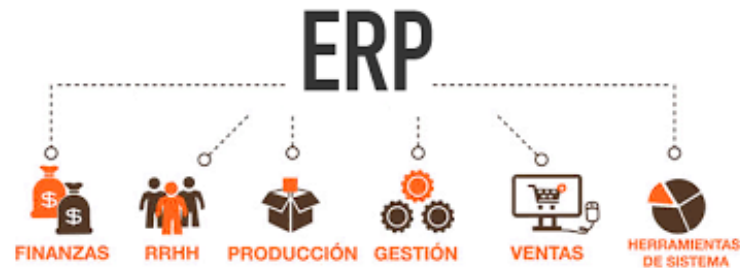 ERP
$
$
FINANZAS
RRHH
PRODUCCIÓN
GESTIÓN
VENTAS
HERRAMIENTAS
DE SISTEMA